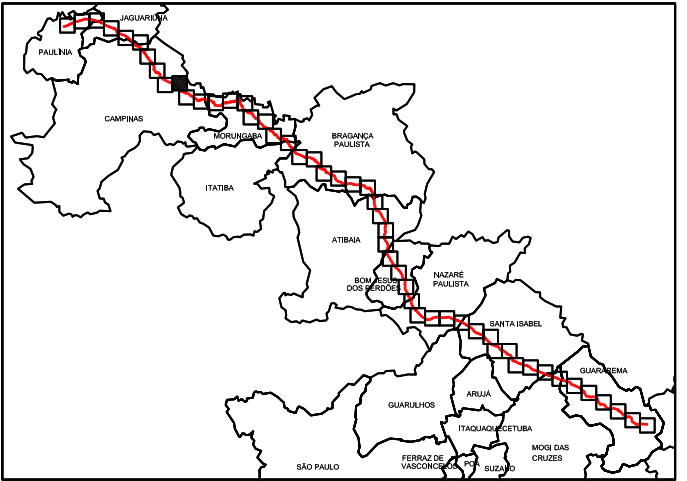 JAGUARIÚNA
PAULÍNIA
CAMPINAS
MORUNGABA
BRAGANÇA
PAULISTA
ITATIBA
ATIBAIA
BOM JESUS
DOS PERDÕES
NAZARÉ
PAULISTA
SANTA ISABEL
GUARAREMA
ARUJÁ
GUARULHOS
ITAQUAQUECETUBA
MOGI DAS
CRUZES
FERRAZ DE
VASCONCELOS
POÁ
SUZANO
SÃO PAULO